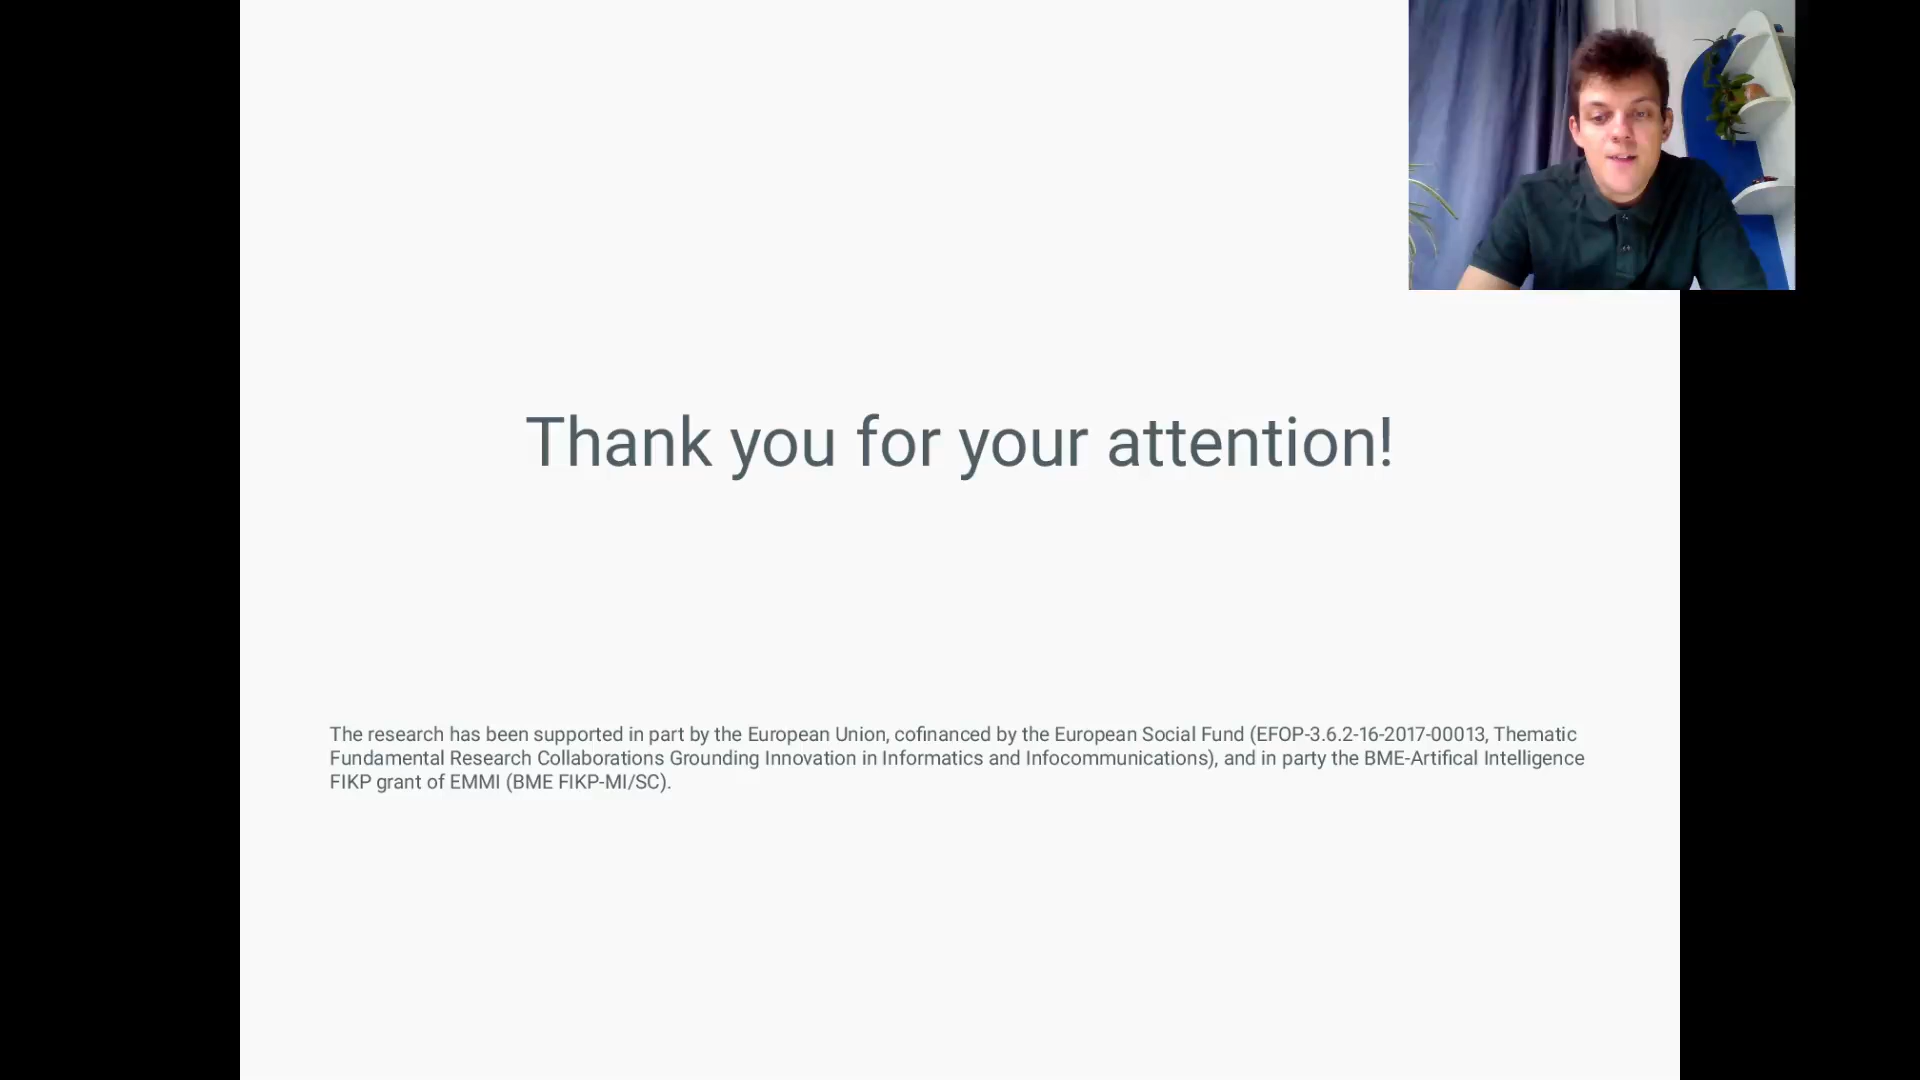 Thank you for your attention!
The research has been supported in part by the European Union, cofinanced by the European Social Fund (EFOP-3.6.2-16-2017-00013, Thematic
Fundamental Research Collaborations Grounding Innovation in Informatics and Infocommunications), and in party the BME-Artifical Intelligence
FIKP grant of EMMI (BME FIKP-MI/SC).